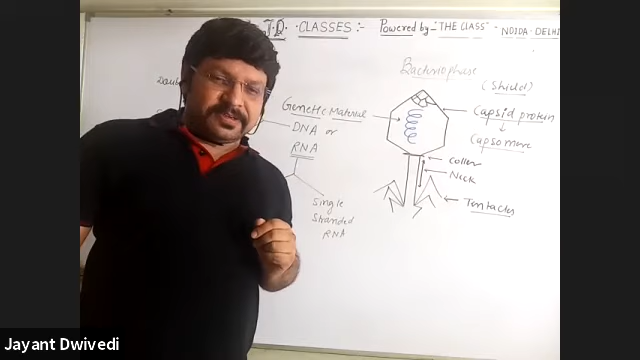 J.D. CLASSES :- Powered by - "THE CLASS" - NOIDA - DELHI
Bacteriophase
(Shield)
Genetic Material
Capsid protein
DNA or
Capsomere
RNA
Coller
Neck
Single
Stranded
RNA
Tentacles
Jayant Dwivedi